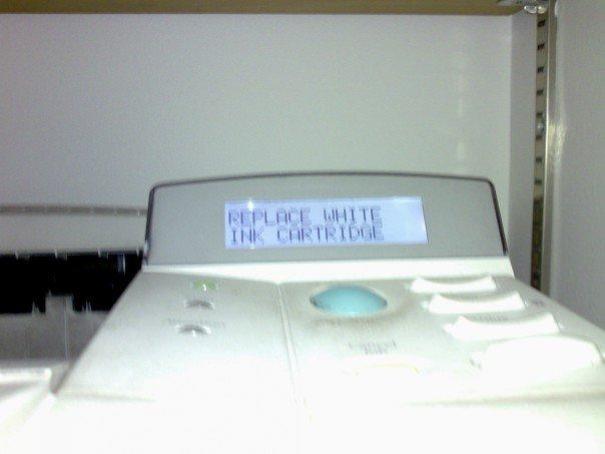 REPLACE WHITE
INK CARTRIDGE